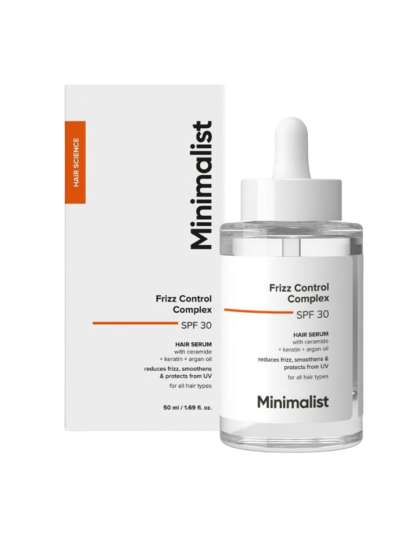 HAIR SCIENCE
Minimalist
Frizz Control
Complex
SPF 30
HAIR SERUM
with ceramide
+ keratin + argan oil
reduces frizz, smoothens
& protects from UV
for all hair types
50 ml / 1.69 fl. oz.
Frizz Control
Complex
SPF 30
HAIR SERUM
with ceramide
+ keratin + argan oil
reduces frizz, smoothens &
protects from UV
for all hair types
Minimalist